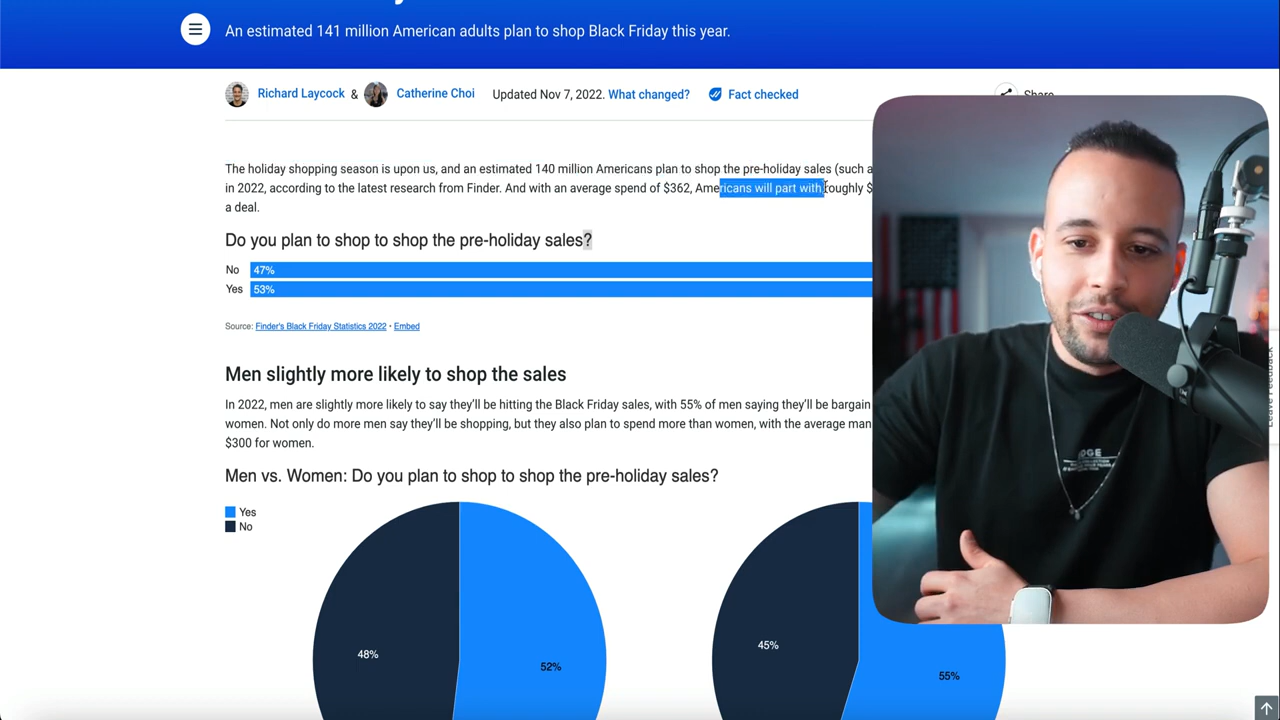 An estimated 141 million American adults plan to shop Black Friday this year.
Richard Laycock & Catherine Choi Updated Nov 7, 2022. What changed? Fact checked Share
The holiday shopping season is upon us, and an estimated 140 million Americans plan to shop the pre-holiday sales (such a
in 2022, according to the latest research from Finder. And with an average spend of $362, Americans will part with roughly $
a deal.
Do you plan to shop to shop the pre-holiday sales?
No 47%
Yes 53%
Source: Finder's Black Friday Statistics 2022 • Embed
Men slightly more likely to shop the sales
In 2022, men are slightly more likely to say they'll be hitting the Black Friday sales, with 55% of men saying they'll be bargain
women. Not only do more men say they'll be shopping, but they also plan to spend more than women, with the average man
$300 for women.
Men vs. Women: Do you plan to shop to shop the pre-holiday sales?
Yes
No
48%
52%
45%
55%
Leave Feedback